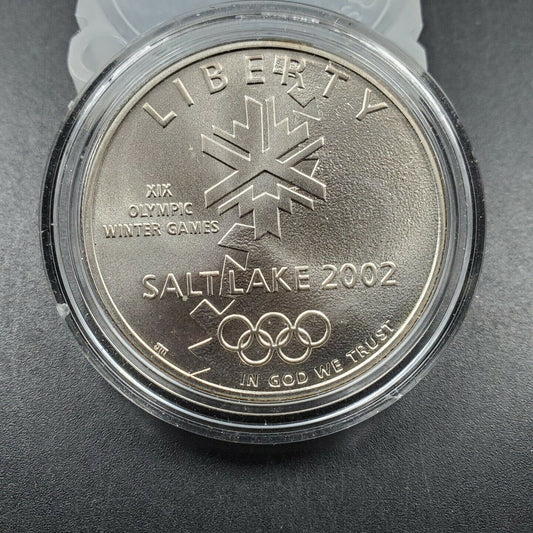 LIBERTY
XIX
OLYMPIC
WINTER GAMES
SALT LAKE 2002
IN GOD WE TRUST